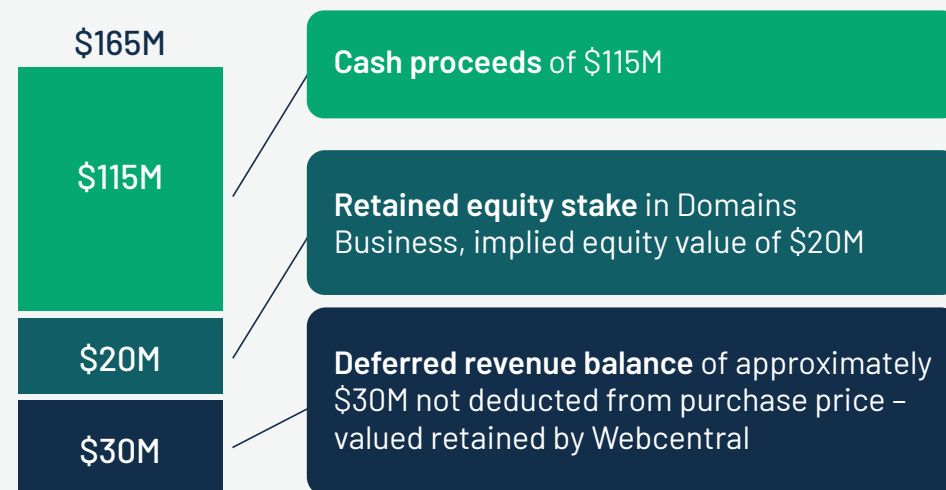 $165M
$115M
$20M
$30M
Cash proceeds of $115M
Retained equity stake in Domains
Business, implied equity value of $20M
Deferred revenue balance of approximately
$30M not deducted from purchase price –
valued retained by Webcentral